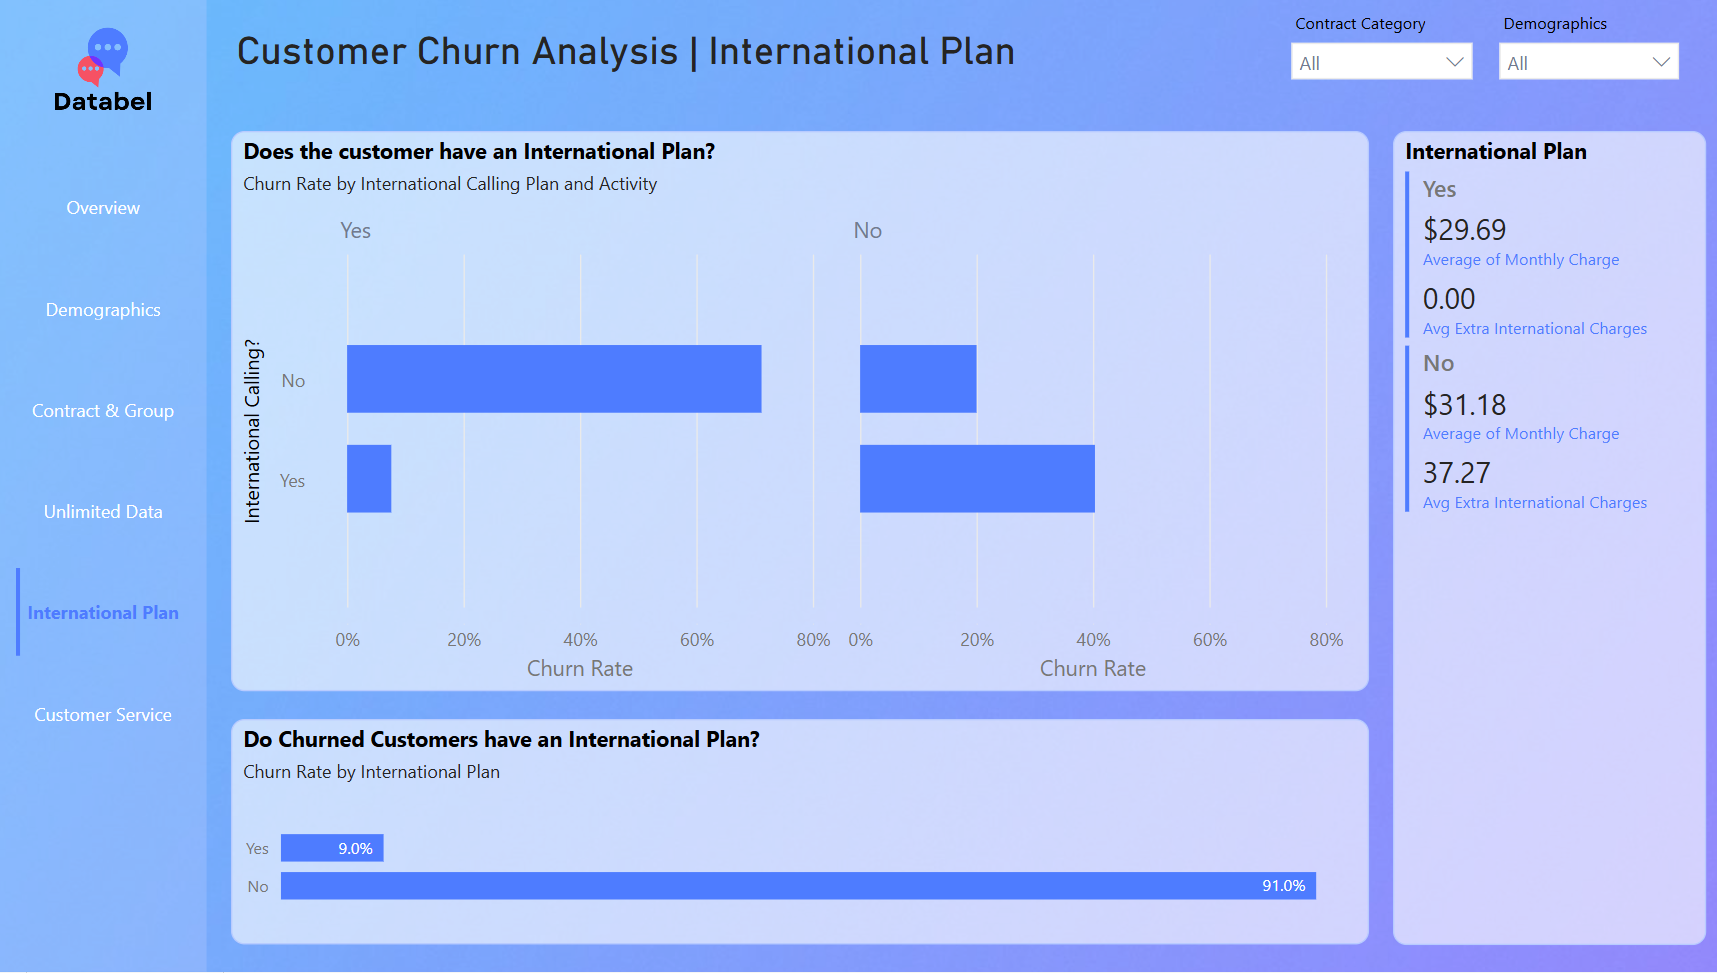 Databel
Overview
Demographics
Contract & Group
Unlimited Data
International Plan
Customer Service
Customer Churn Analysis | International Plan
Contract Category
All
Demographics
All
Does the customer have an International Plan?
Churn Rate by International Calling Plan and Activity
Yes
No
International Calling?
No
Yes
0%
20%
40%
60%
80%
0%
20%
40%
60%
80%
Churn Rate
Churn Rate
Do Churned Customers have an International Plan?
Churn Rate by International Plan
Yes
9.0%
No
91.0%
International Plan
Yes
$29.69
Average of Monthly Charge
0.00
Avg Extra International Charges
No
$31.18
Average of Monthly Charge
37.27
Avg Extra International Charges